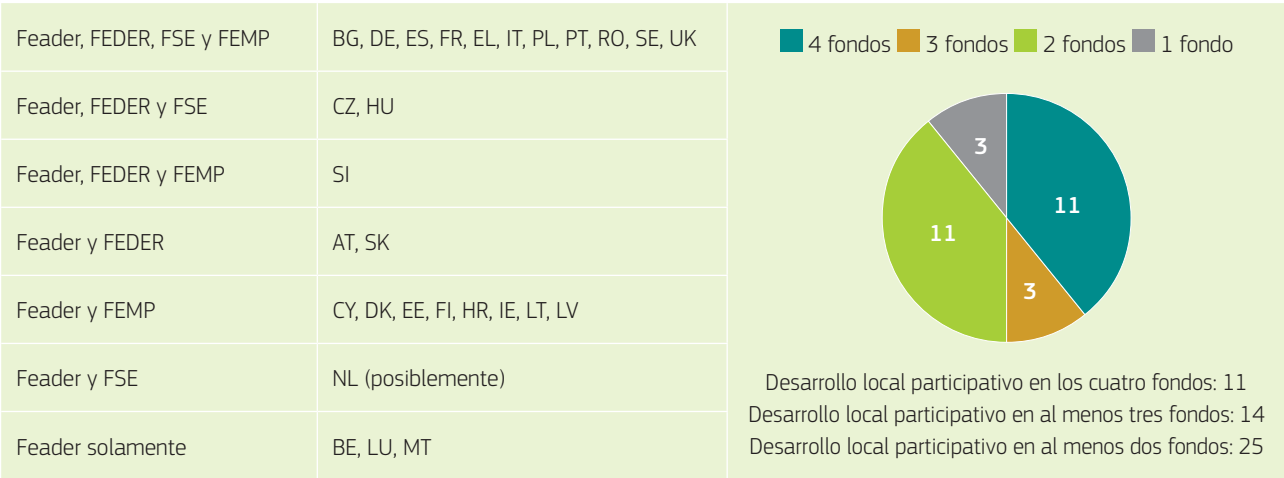 Feader, FEDER, FSE y FEMP
BG, DE, ES, FR, EL, IT, PL, PT, RO, SE, UK
Feader, FEDER y FSE
CZ, HU
Feader, FEDER y FEMP
SI
Feader y FEDER
AT, SK
Feader y FEMP
CY, DK, EE, FI, HR, IE, LT, LV
Feader y FSE
NL (posiblemente)
Feader solamente
BE, LU, MT
4 fondos 3 fondos 2 fondos 1 fondo
3
11
11
3
Desarrollo local participativo en los cuatro fondos: 11
Desarrollo local participativo en al menos tres fondos: 14
Desarrollo local participativo en al menos dos fondos: 25